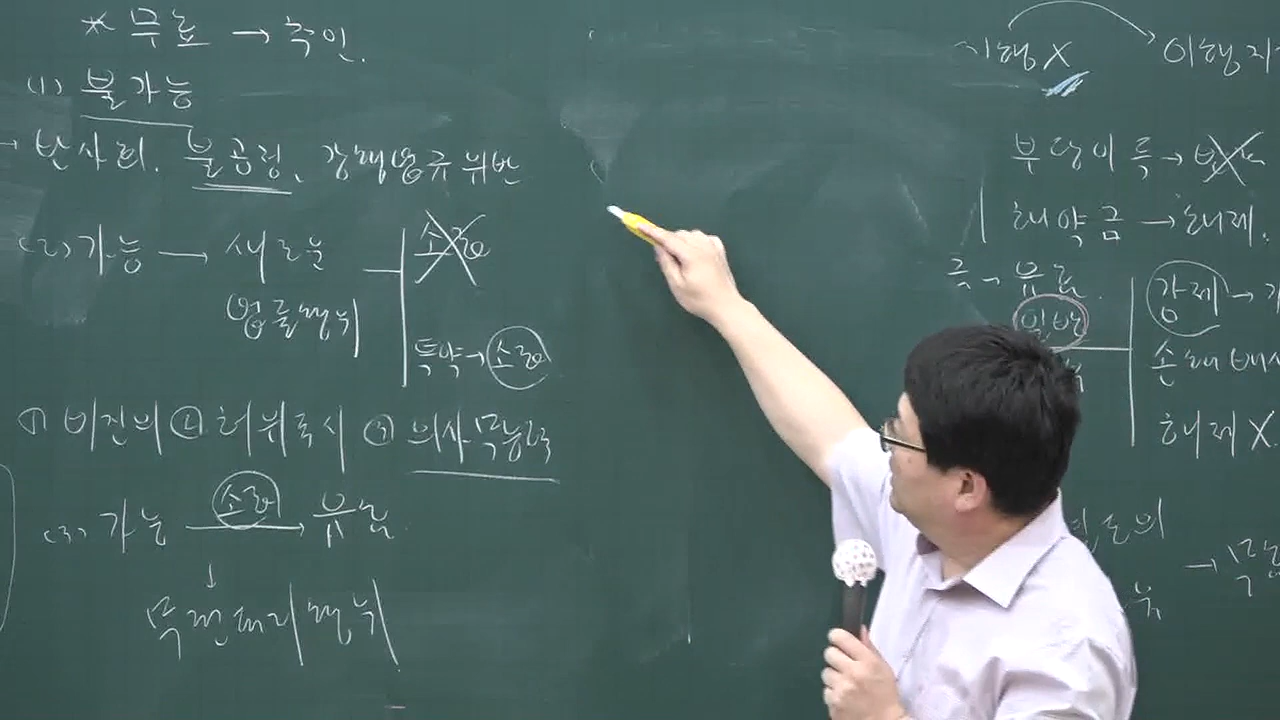 * 무효 → 추인.
(1) 불가능
→ 반사회. 불공정. 강행법규 위반
(2) 가능 → 새로운
법률행위
소급
특약 → 소급
① 비진의 ② 허위표시 ③ 의사무능력
(3) 가능 소급 → 유효
↓
무권대리행위
이행X 이행지
부당이득 → 반환
해약금 → 해제.
유효.
일반
강제 →
손해배상
해제X